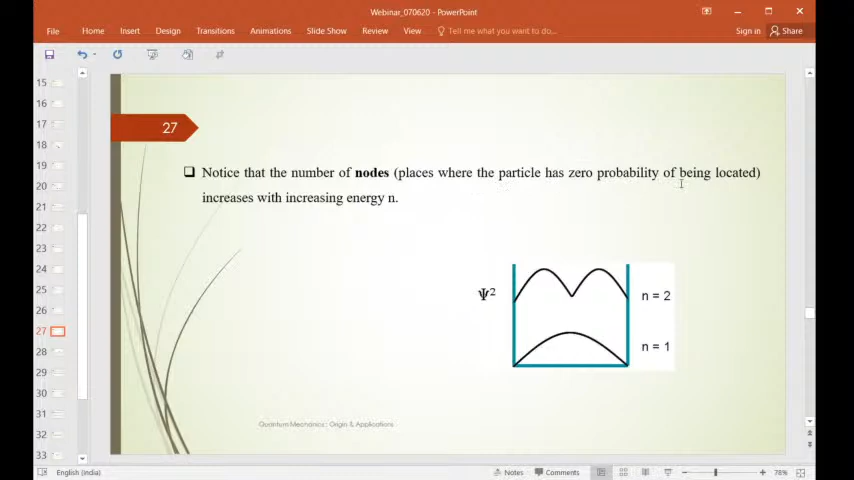 Webinar_070620 - PowerPoint
File Home Insert Design Transitions Animations Slide Show Review View Tell me what you want to do... Sign in Share
15
16
17
18
19
20
21
22
23
24
25
26
27
28
29
30
31
32
33
27
❑ Notice that the number of nodes (places where the particle has zero probability of being located)
increases with increasing energy n.
Ψ² n = 2
n = 1
Quantum Mechanics : Origin & Applications
English (India) Notes Comments 78%